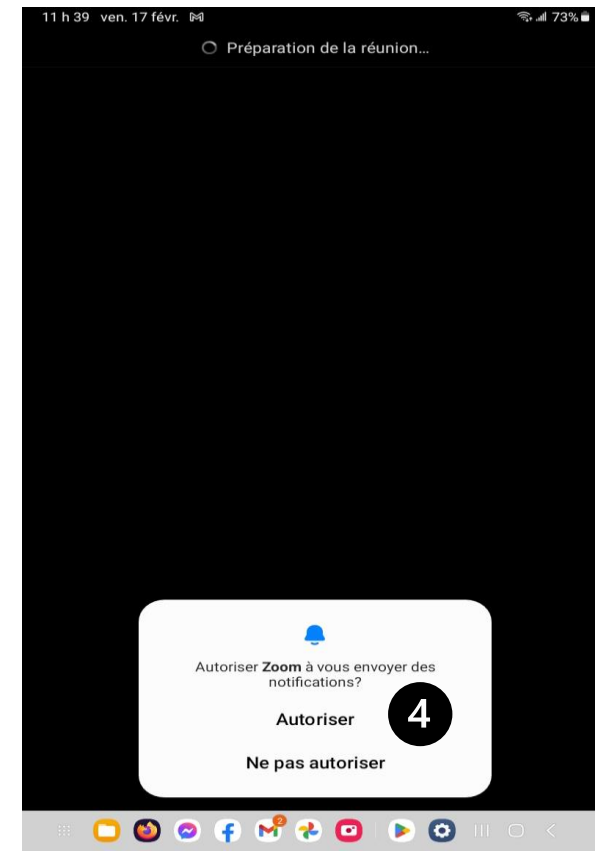 11 h 39 ven. 17 févr. 73%
Préparation de la réunion...
Autoriser Zoom à vous envoyer des
notifications?
Autoriser
4
Ne pas autoriser
2